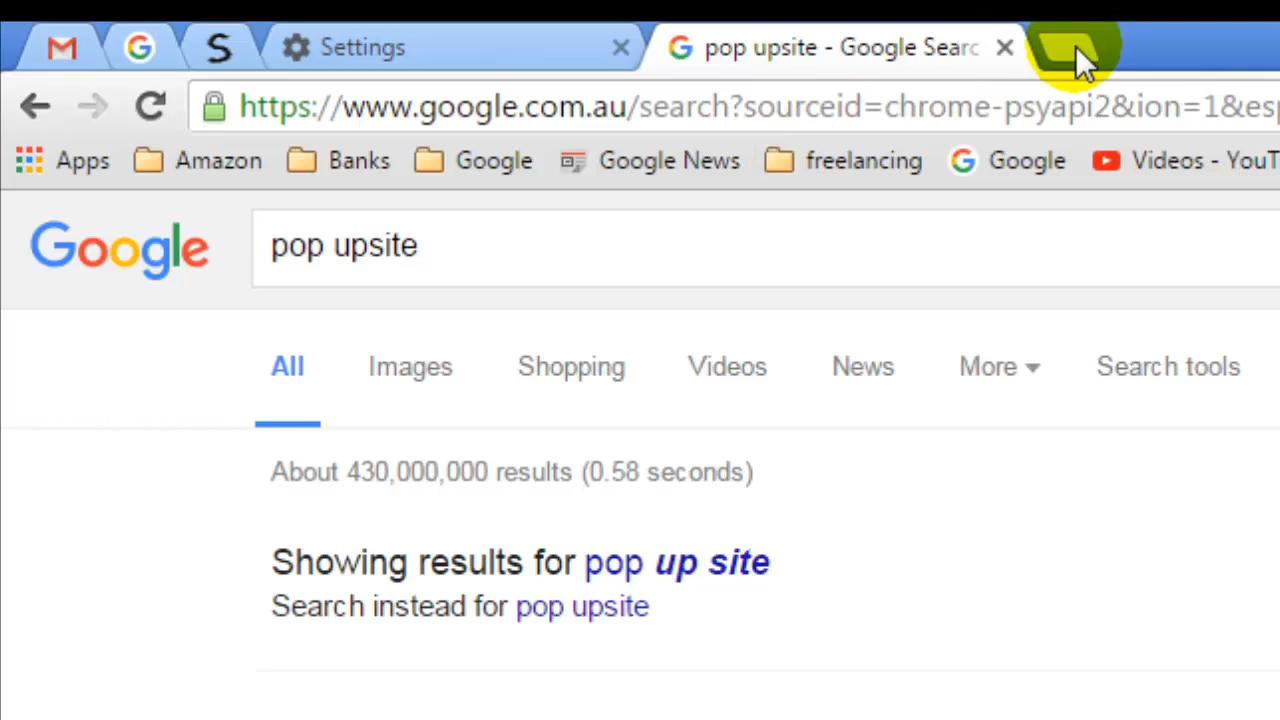 Settings
pop upsite - Google Searc
https://www.google.com.au/search?sourceid=chrome-psyapi2&ion=1&esp
Apps Amazon Banks Google Google News freelancing Google Videos - YouT
Google pop upsite
All Images Shopping Videos News More Search tools
About 430,000,000 results (0.58 seconds)
Showing results for pop up site
Search instead for pop upsite